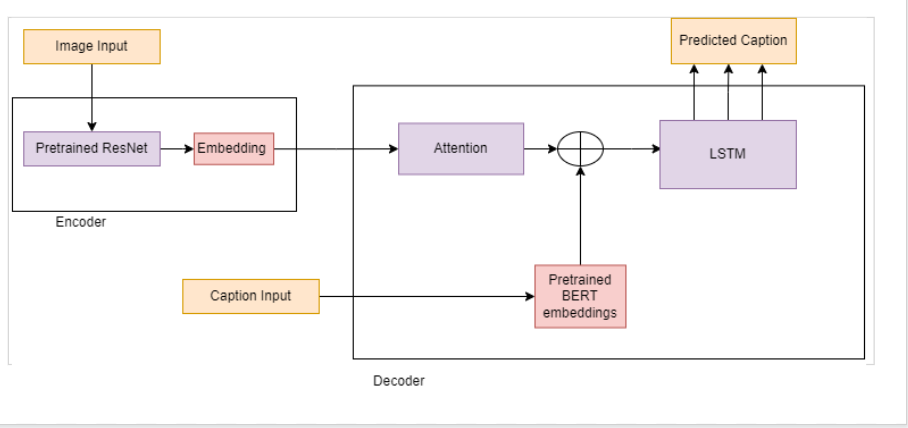 Image Input
Predicted Caption
Pretrained ResNet
Embedding
Attention
LSTM
Encoder
Caption Input
Pretrained
BERT
embeddings
Decoder